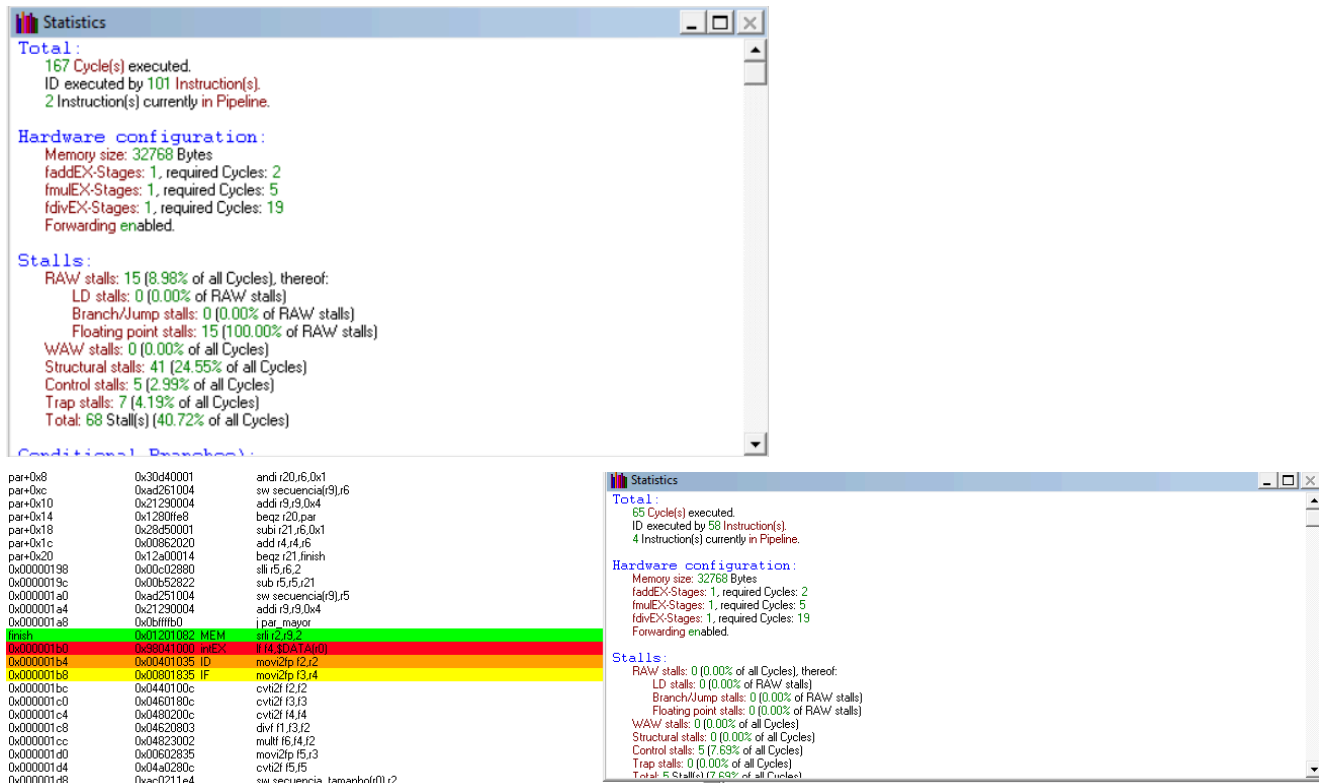 Statistics
Total:
167 Cycle(s) executed.
ID executed by 101 Instruction(s).
2 Instruction(s) currently in Pipeline.
Hardware configuration:
Memory size: 32768 Bytes
faddEX-Stages: 1, required Cycles: 2
fmulEX-Stages: 1, required Cycles: 5
fdivEX-Stages: 1, required Cycles: 19
Forwarding enabled.
Stalls:
RAW stalls: 15 (8.98% of all Cycles), thereof:
LD stalls: 0 (0.00% of RAW stalls)
Branch/Jump stalls: 0 (0.00% of RAW stalls)
Floating point stalls: 15 (100.00% of RAW stalls)
WAW stalls: 0 (0.00% of all Cycles)
Structural stalls: 41 (24.55% of all Cycles)
Control stalls: 5 (2.99% of all Cycles)
Trap stalls: 7 (4.19% of all Cycles)
Total: 68 Stall(s) (40.72% of all Cycles)
Conditional Branches):
par+0x8 0x30d40001 andi r20,r6,0x1
par+0xc 0xad261004 sw secuencia(r9),r6
par+0x10 0x21290004 addi r9,r9,0x4
par+0x14 0x1280ffe8 beqz r20,par
par+0x18 0x28d50001 subi r21,r6,0x1
par+0x1c 0x00862020 add r4,r4,r6
par+0x20 0x12a00014 beqz r21,finish
0x00000198 0x00c02880 slli r5,r6,2
0x0000019c 0x00b52822 sub r5,r5,r21
0x000001a0 0xad251004 sw secuencia(r9),r5
0x000001a4 0x21290004 addi r9,r9,0x4
0x000001a8 0x0bffffb0 j par_mayor
finish 0x01201082 MEM srli r2,r9,2
0x000001b0 0x98041000 intEX lf f4,$DATA(r0)
0x000001b4 0x00401035 ID movi2fp f2,r2
0x000001b8 0x00801835 IF movi2fp f3,r4
0x000001bc 0x0440100c cvti2f f2,f2
0x000001c0 0x0460180c cvti2f f3,f3
0x000001c4 0x0480200c cvti2f f4,f4
0x000001c8 0x04620803 divf f1,f3,f2
0x000001cc 0x04823002 multf f6,f4,f2
0x000001d0 0x00602835 movi2fp f5,r3
0x000001d4 0x04a0280c cvti2f f5,f5
0x000001d8 0xac0211e4 sw secuencia_tamanho(r0),r2
Statistics
Total:
65 Cycle(s) executed.
ID executed by 58 Instruction(s).
4 Instruction(s) currently in Pipeline.
Hardware configuration:
Memory size: 32768 Bytes
faddEX-Stages: 1, required Cycles: 2
fmulEX-Stages: 1, required Cycles: 5
fdivEX-Stages: 1, required Cycles: 19
Forwarding enabled.
Stalls:
RAW stalls: 0 (0.00% of all Cycles), thereof:
LD stalls: 0 (0.00% of RAW stalls)
Branch/Jump stalls: 0 (0.00% of RAW stalls)
Floating point stalls: 0 (0.00% of RAW stalls)
WAW stalls: 0 (0.00% of all Cycles)
Structural stalls: 0 (0.00% of all Cycles)
Control stalls: 5 (7.69% of all Cycles)
Trap stalls: 0 (0.00% of all Cycles)
Total: 5 Stall(s) (7.69% of all Cycles)